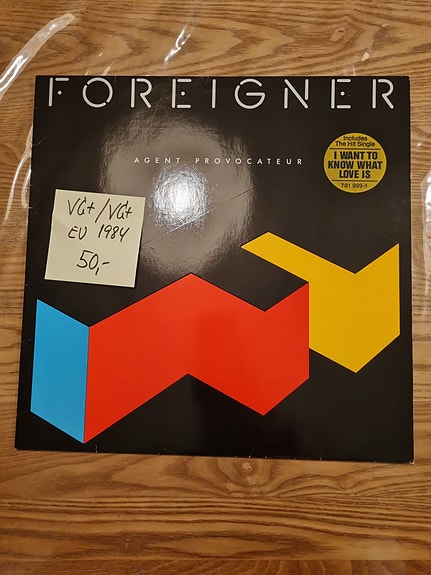 FOREIGNER
AGENT PROVOCATEUR
Includes
The Hit Single
I WANT TO
KNOW WHAT
LOVE IS
781 999-1
VG+/VG+
EU 1984
50,-